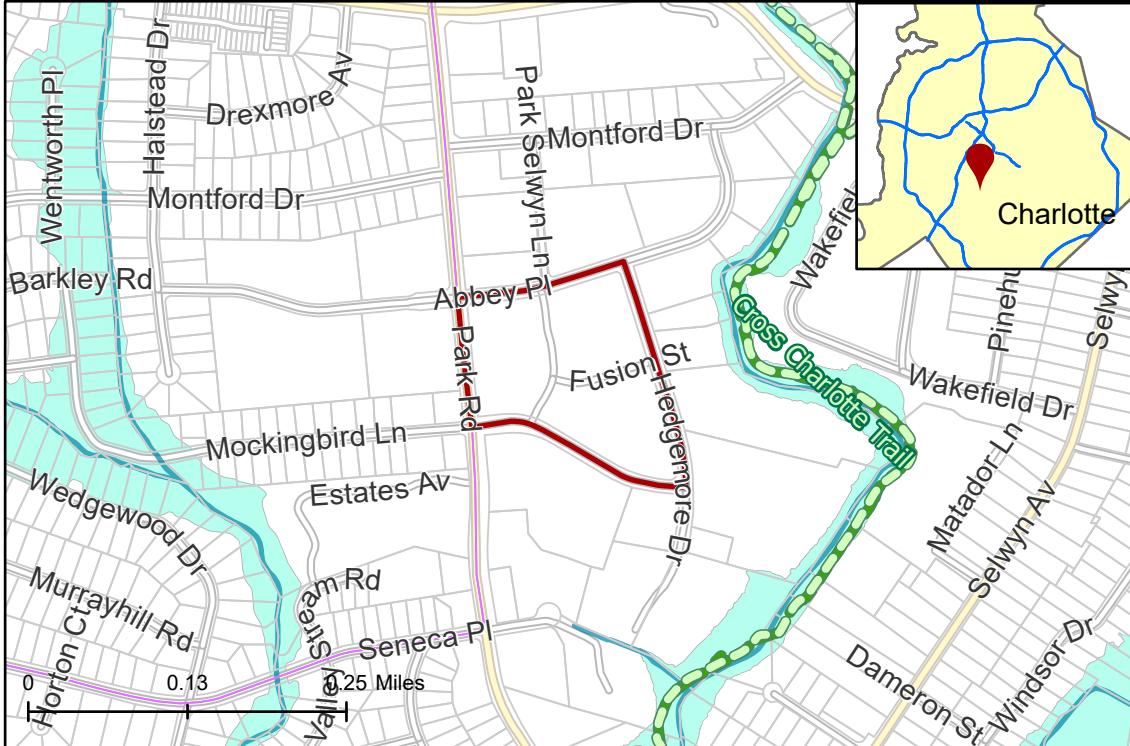 Wentworth Pl
Halstead Dr
Drexmore Av
Park Selwyn Ln
Montford Dr
Montford Dr
Charlotte
Wakefiel
Barkley Rd
Abbey Pl
Park Rd
Cross Charlotte Trail
Pinehu
Selwy
Fusion St
Hedgemore Dr
Wakefield Dr
Mockingbird Ln
Estates Av
Matador Ln
Selwyn Av
Wedgewood Dr
Murrayhill Rd
Horton Ct
Valley Stream Rd
Seneca Pl
Dameron St
Windsor Dr
0 0.13 0.25 Miles